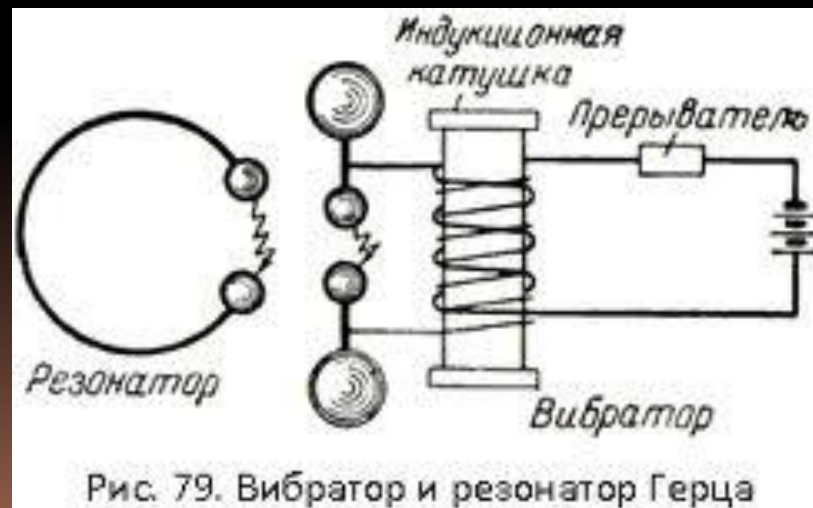 Индукционная
катушка
Прерыватель
Резонатор
Вибратор
Рис. 79. Вибратор и резонатор Герца